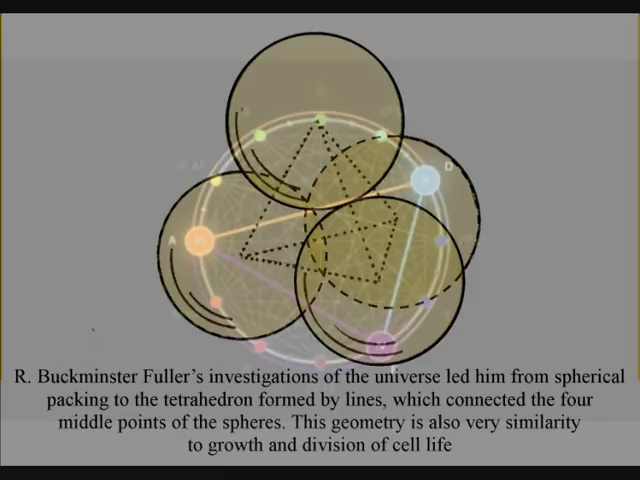 D
A
R. Buckminster Fuller's investigations of the universe led him from spherical
packing to the tetrahedron formed by lines, which connected the four
middle points of the spheres. This geometry is also very similarity
to growth and division of cell life